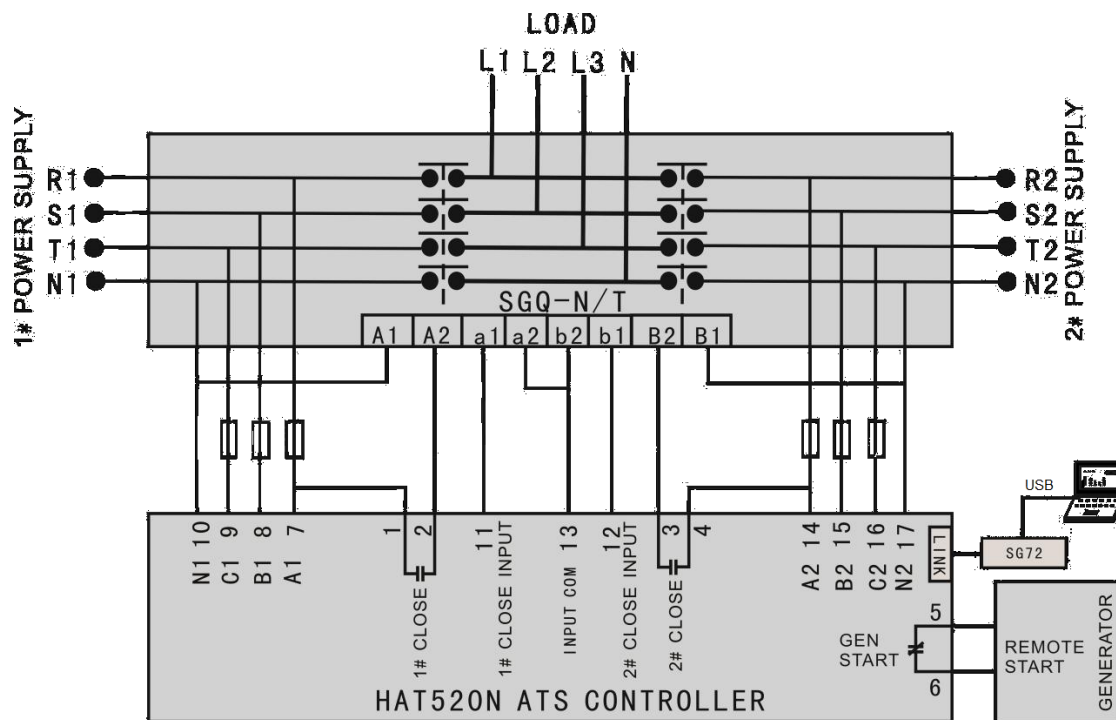 LOAD
L1 L2 L3 N
1# POWER SUPPLY
R1
S1
T1
N1
2# POWER SUPPLY
R2
S2
T2
N2
SGQ-N/T
A1 A2 a1 a2 b2 b1 B2 B1
USB
N1 10
C1 9
B1 8
A1 7
1
2
1# CLOSE
11
1# CLOSE INPUT
INPUT COM 13
12
2# CLOSE INPUT
3
2# CLOSE
4
A2 14
B2 15
C2 16
N2 17
LINK
SG72
5
GEN
START
6
REMOTE
START
GENERATOR
HAT520N ATS CONTROLLER